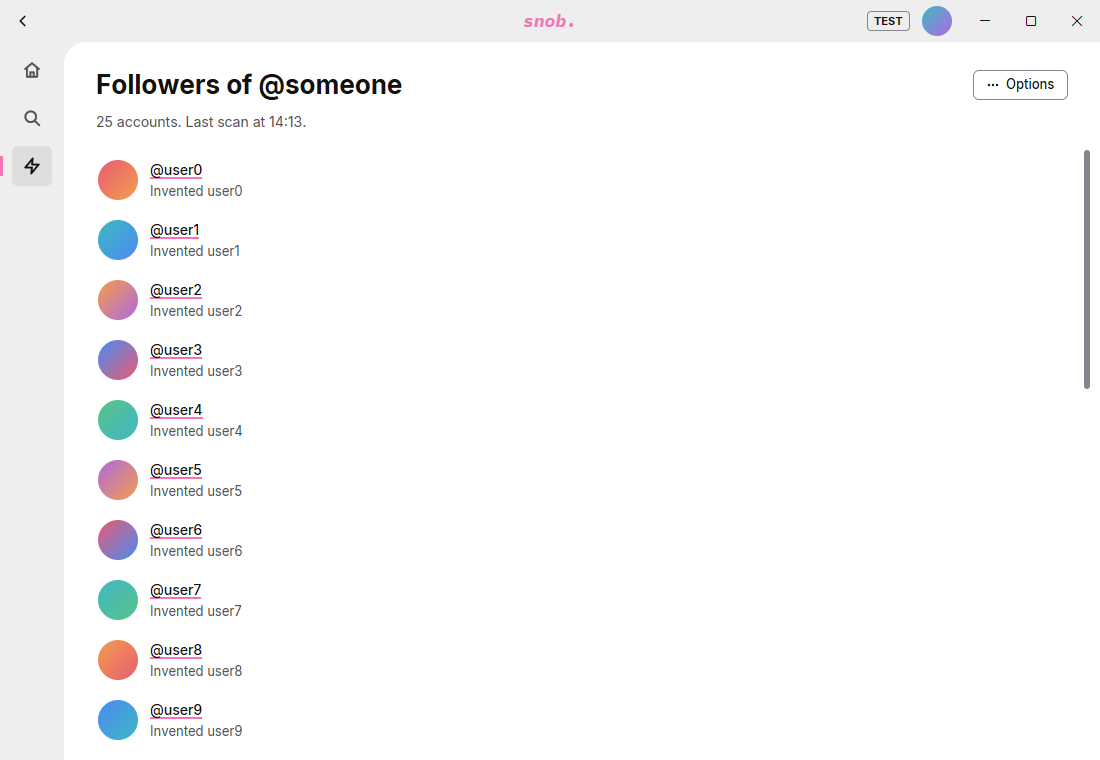 snob.
TEST
Followers of @someone
Options
25 accounts. Last scan at 14:13.
@user0
Invented user0
@user1
Invented user1
@user2
Invented user2
@user3
Invented user3
@user4
Invented user4
@user5
Invented user5
@user6
Invented user6
@user7
Invented user7
@user8
Invented user8
@user9
Invented user9